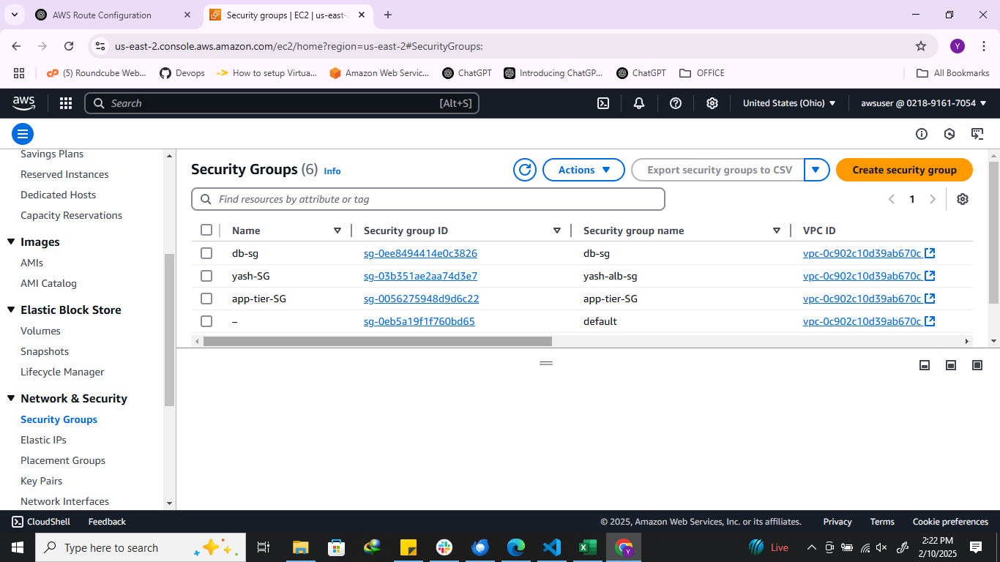 AWS Route Configuration
Security groups | EC2 | us-east-2
us-east-2.console.aws.amazon.com/ec2/home?region=us-east-2#SecurityGroups:
Y
(5) Roundcube Web...
Devops
How to setup Virtua...
Amazon Web Servic...
ChatGPT
Introducing ChatGP...
ChatGPT
OFFICE
All Bookmarks
aws
Search
[Alt+S]
United States (Ohio)
awsuser @ 0218-9161-7054
Savings Plans
Reserved Instances
Dedicated Hosts
Capacity Reservations
Images
AMIs
AMI Catalog
Elastic Block Store
Volumes
Snapshots
Lifecycle Manager
Network & Security
Security Groups
Elastic IPs
Placement Groups
Key Pairs
Network Interfaces
Security Groups (6) Info
Actions
Export security groups to CSV
Create security group
Find resources by attribute or tag
1
Name Security group ID Security group name VPC ID
db-sg sg-0ee8494414e0c3826 db-sg vpc-0c902c10d39ab670c
yash-SG sg-03b351ae2aa74d3e7 yash-alb-sg vpc-0c902c10d39ab670c
app-tier-SG sg-0056275948d9d6c22 app-tier-SG vpc-0c902c10d39ab670c
– sg-0eb5a19f1f760bd65 default vpc-0c902c10d39ab670c
CloudShell
Feedback
© 2025, Amazon Web Services, Inc. or its affiliates.
Privacy
Terms
Cookie preferences
Type here to search
Y
Live
2:22 PM
2/10/2025